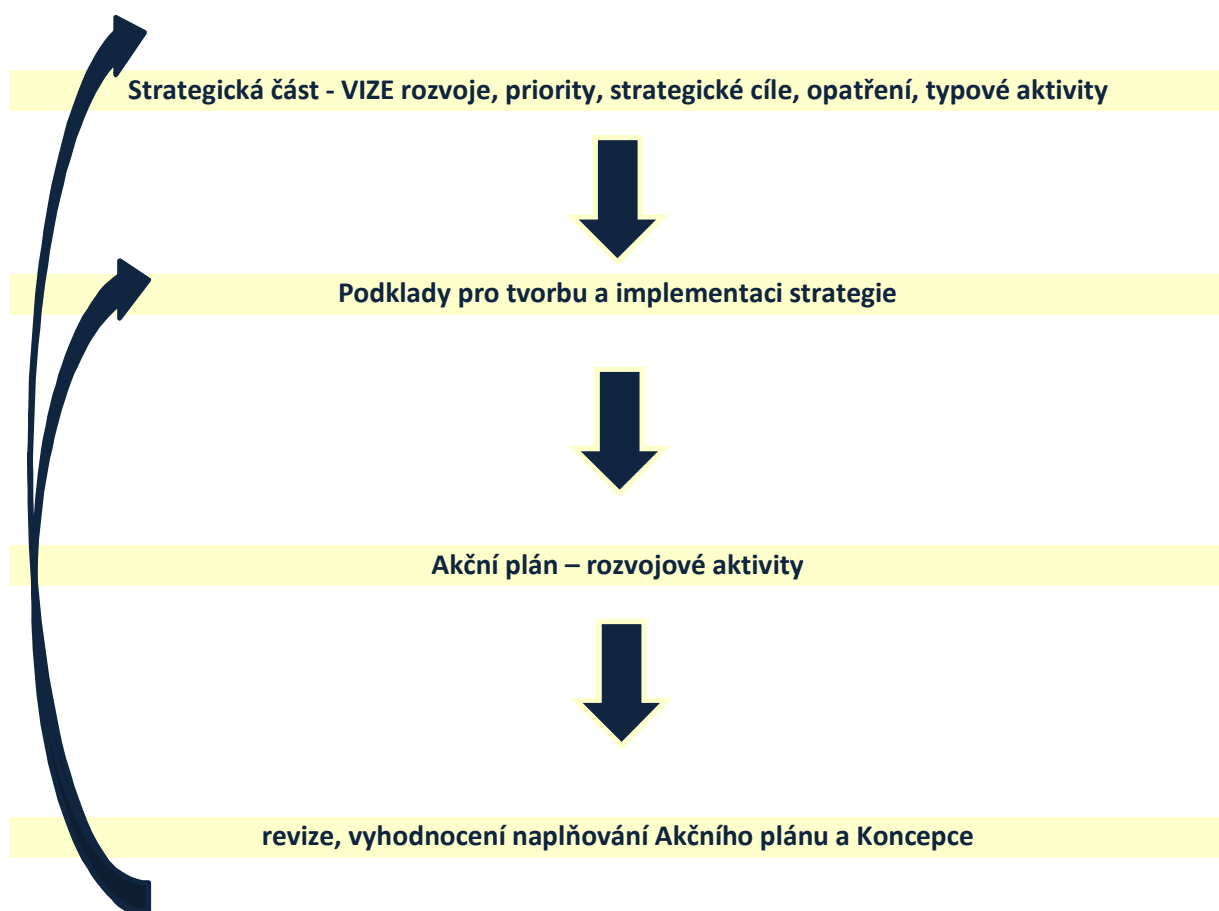 Strategická část - VIZE rozvoje, priority, strategické cíle, opatření, typové aktivity
Podklady pro tvorbu a implementaci strategie
Akční plán – rozvojové aktivity
revize, vyhodnocení naplňování Akčního plánu a Koncepce